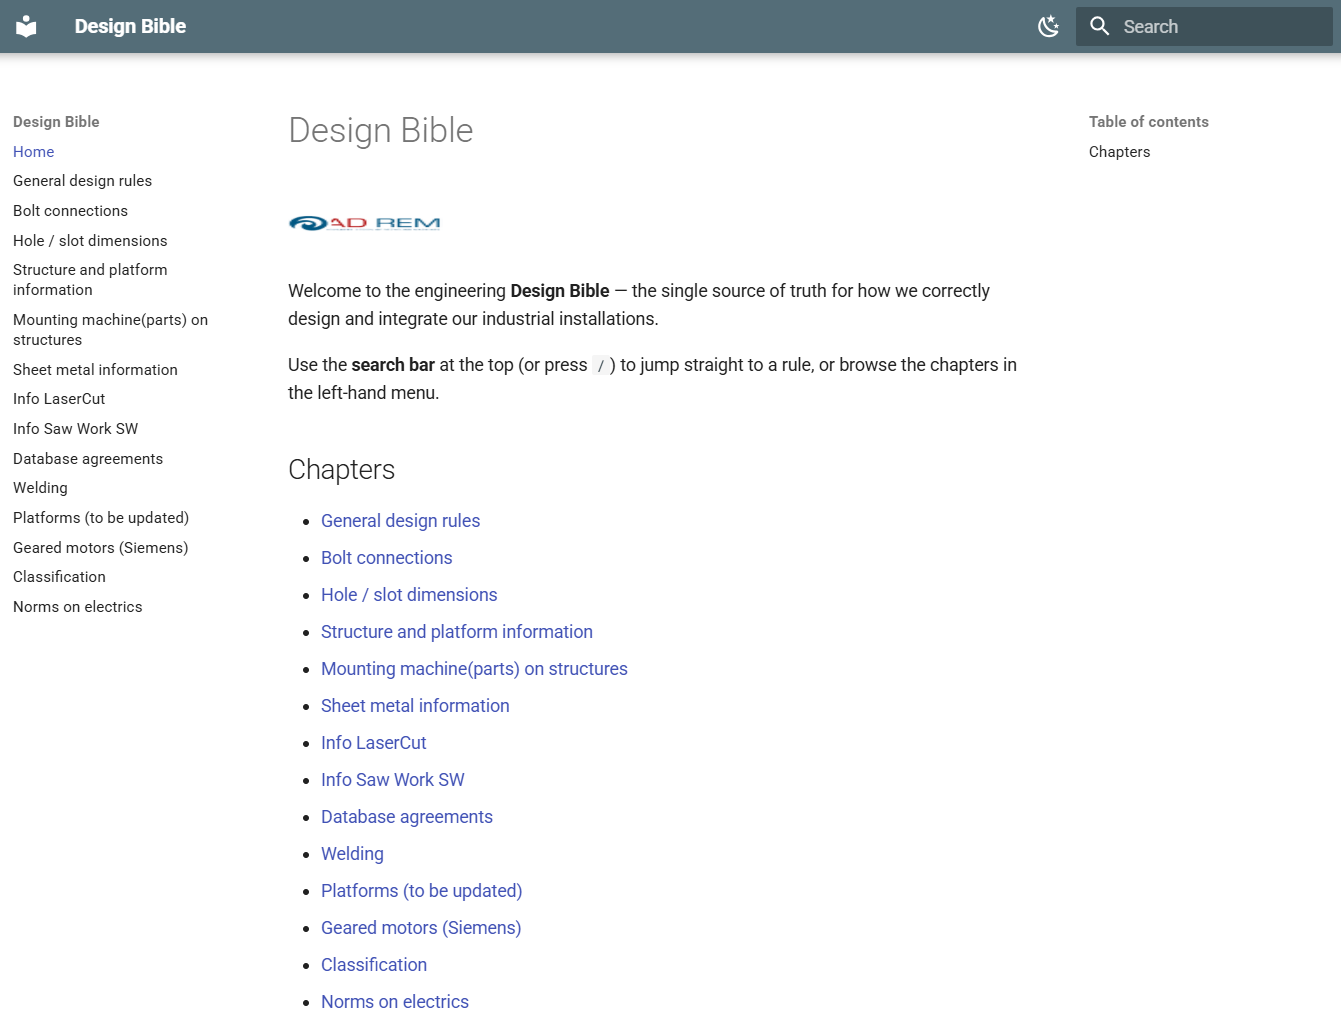 Design Bible
Search
Design Bible
Home
General design rules
Bolt connections
Hole / slot dimensions
Structure and platform
information
Mounting machine(parts) on
structures
Sheet metal information
Info LaserCut
Info Saw Work SW
Database agreements
Welding
Platforms (to be updated)
Geared motors (Siemens)
Classification
Norms on electrics
Design Bible
AD REM
Welcome to the engineering Design Bible — the single source of truth for how we correctly
design and integrate our industrial installations.
Use the search bar at the top (or press / ) to jump straight to a rule, or browse the chapters in
the left-hand menu.
Chapters
General design rules
Bolt connections
Hole / slot dimensions
Structure and platform information
Mounting machine(parts) on structures
Sheet metal information
Info LaserCut
Info Saw Work SW
Database agreements
Welding
Platforms (to be updated)
Geared motors (Siemens)
Classification
Norms on electrics
Table of contents
Chapters